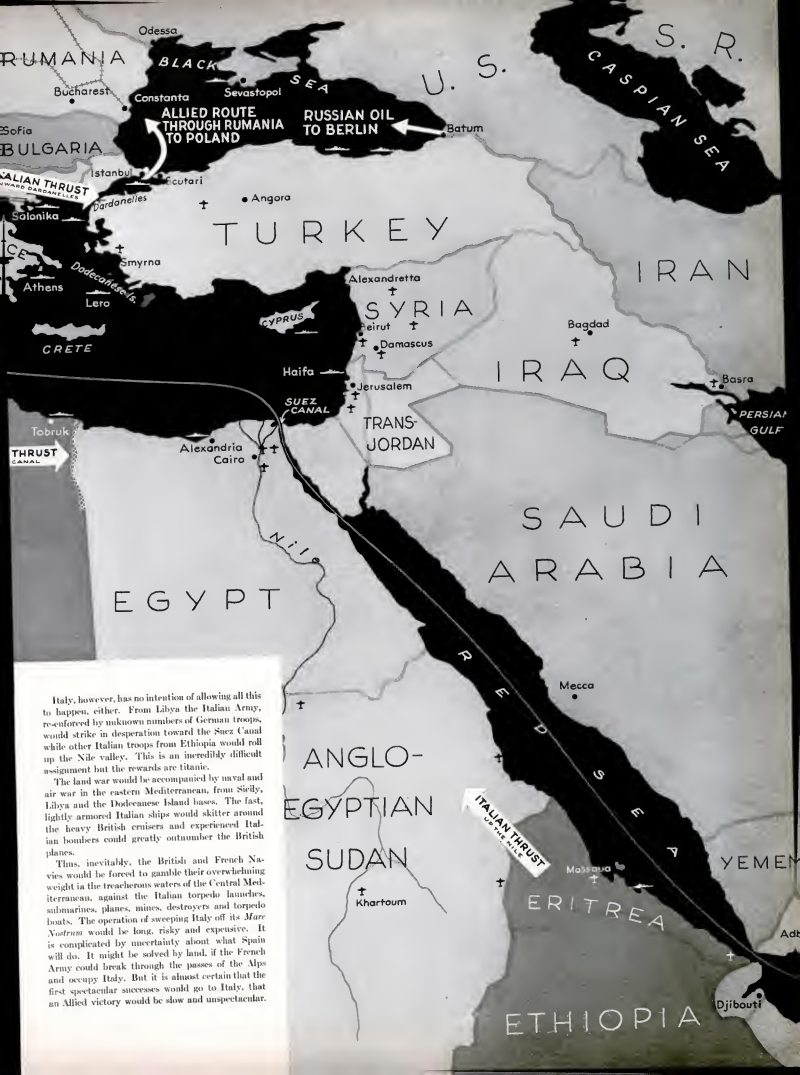 Odessa
RUMANIA
BLACK
SEA
U. S.
S. R.
CASPIAN SEA
Bucharest
Constanta
Sevastopol
ALLIED ROUTE
THROUGH RUMANIA
TO POLAND
RUSSIAN OIL
TO BERLIN
Batum
Sofia
BULGARIA
Istanbul
Scutari
ALIAN THRUST
TOWARD DARDANELLES
Dardanelles
Angora
Salonika
TURKEY
CE
Smyrna
IRAN
Athens
Dodecanese Is.
Lero
Alexandretta
SYRIA
CYPRUS
Beirut
Bagdad
CRETE
Damascus
IRAQ
Haifa
Jerusalem
Basra
SUEZ
CANAL
TRANS-
JORDAN
PERSIAN
GULF
Tobruk
Alexandria
Cairo
THRUST
CANAL
SAUDI
ARABIA
Nile
EGYPT
RED SEA
Mecca
Italy, however, has no intention of allowing all this
to happen, either. From Libya the Italian Army,
re-enforced by unknown numbers of German troops,
would strike in desperation toward the Suez Canal
while other Italian troops from Ethiopia would roll
up the Nile valley. This is an incredibly difficult
assignment but the rewards are titanic.
The land war would be accompanied by naval and
air war in the eastern Mediterranean, from Sicily,
Libya and the Dodecanese Island bases. The fast,
lightly armored Italian ships would skitter around
the heavy British cruisers and experienced Ital-
ian bombers could greatly outnumber the British
planes.
Thus, inevitably, the British and French Na-
vies would be forced to gamble their overwhelming
weight in the treacherous waters of the Central Med-
iterranean, against the Italian torpedo launches,
submarines, planes, mines, destroyers and torpedo
boats. The operation of sweeping Italy off its Mare
Nostrum would be long, risky and expensive. It
is complicated by uncertainty about what Spain
will do. It might be solved by land, if the French
Army could break through the passes of the Alps
and occupy Italy. But it is almost certain that the
first spectacular successes would go to Italy, that
an Allied victory would be slow and unspectacular.
ANGLO-
EGYPTIAN
SUDAN
ITALIAN THRUST
UP THE NILE
Massaua
YEMEN
Khartoum
ERITREA
Ad
Djibouti
ETHIOPIA